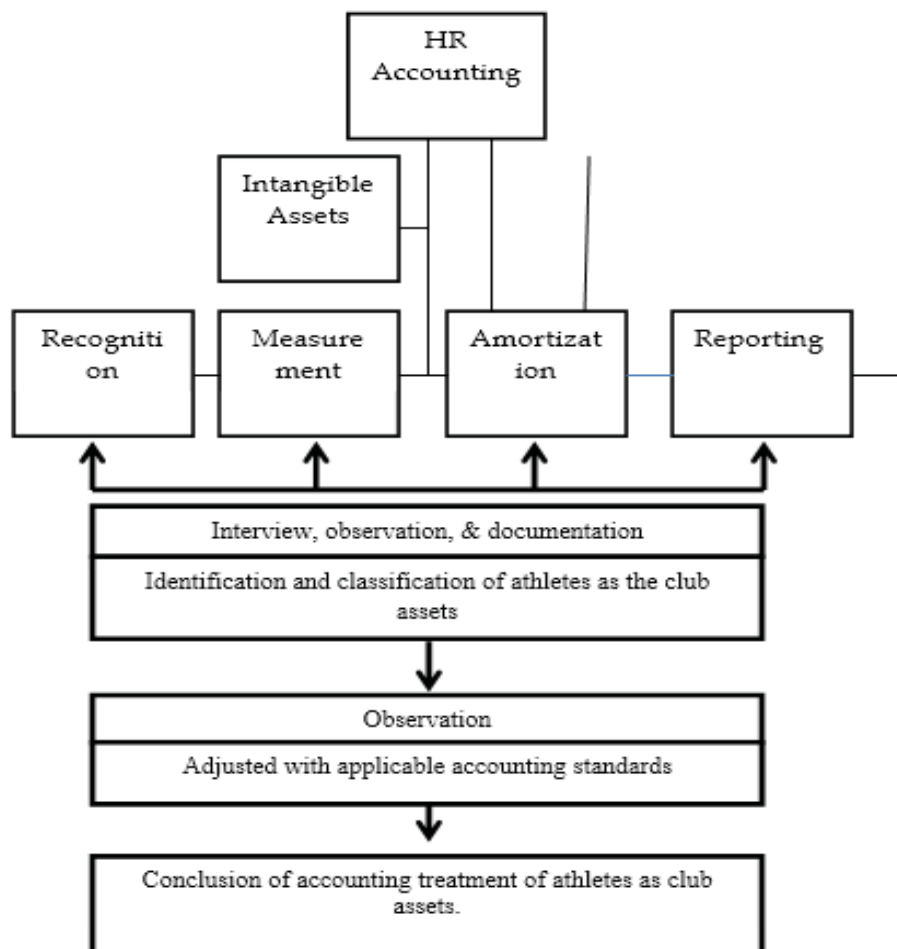 HR
Accounting
Intangible
Assets
Recogniti
on
Measure
ment
Amortizat
ion
Reporting
Interview, observation, & documentation
Identification and classification of athletes as the club
assets
Observation
Adjusted with applicable accounting standards
Conclusion of accounting treatment of athletes as club
assets.